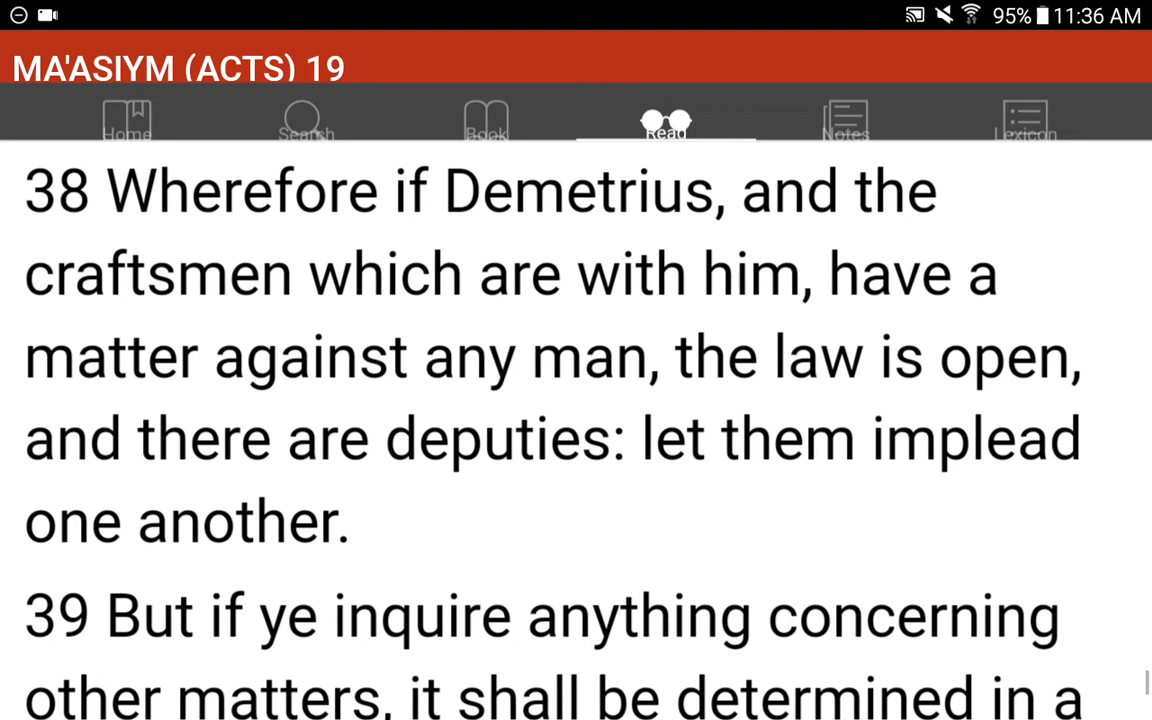 95% 11:36 AM
MA'ASIYM (ACTS) 19
Home Search Book Read Notes Lexicon
38 Wherefore if Demetrius, and the
craftsmen which are with him, have a
matter against any man, the law is open,
and there are deputies: let them implead
one another.
39 But if ye inquire anything concerning
other matters, it shall be determined in a